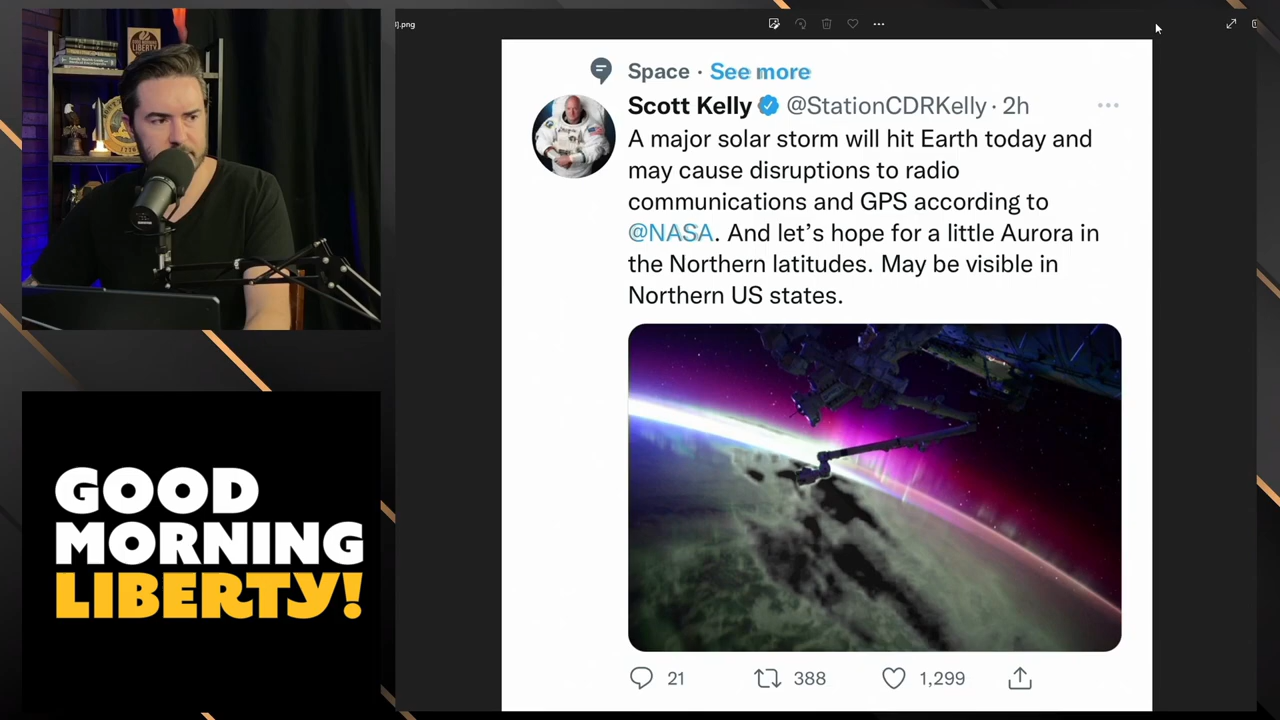 ].png
Space · See more
Scott Kelly @StationCDRKelly · 2h
A major solar storm will hit Earth today and
may cause disruptions to radio
communications and GPS according to
@NASA. And let's hope for a little Aurora in
the Northern latitudes. May be visible in
Northern US states.
21 388 1,299
GOOD
MORNING
LIBERTY!